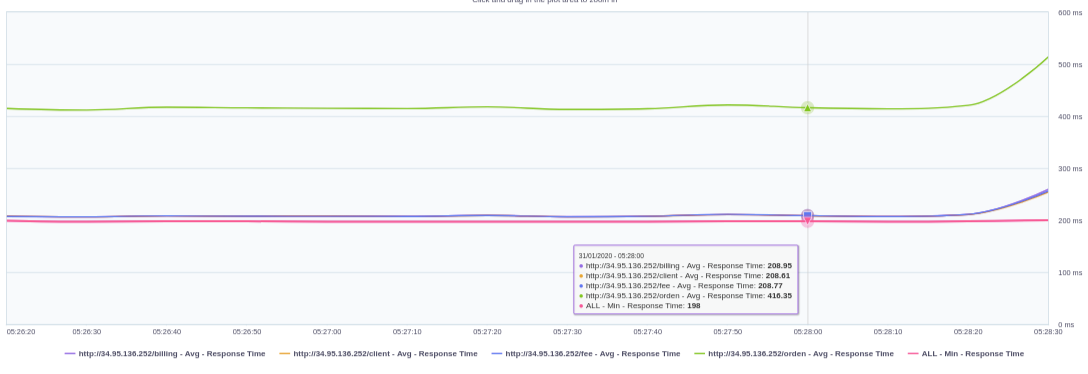 Click and drag in the plot area to zoom in
600 ms
500 ms
400 ms
300 ms
200 ms
100 ms
0 ms
31/01/2020 - 05:28:00
http://34.95.136.252/billing - Avg - Response Time: 208.95
http://34.95.136.252/client - Avg - Response Time: 208.61
http://34.95.136.252/fee - Avg - Response Time: 208.77
http://34.95.136.252/orden - Avg - Response Time: 416.35
ALL - Min - Response Time: 198
05:26:20 05:26:30 05:26:40 05:26:50 05:27:00 05:27:10 05:27:20 05:27:30 05:27:40 05:27:50 05:28:00 05:28:10 05:28:20 05:28:30
http://34.95.136.252/billing - Avg - Response Time http://34.95.136.252/client - Avg - Response Time http://34.95.136.252/fee - Avg - Response Time http://34.95.136.252/orden - Avg - Response Time ALL - Min - Response Time